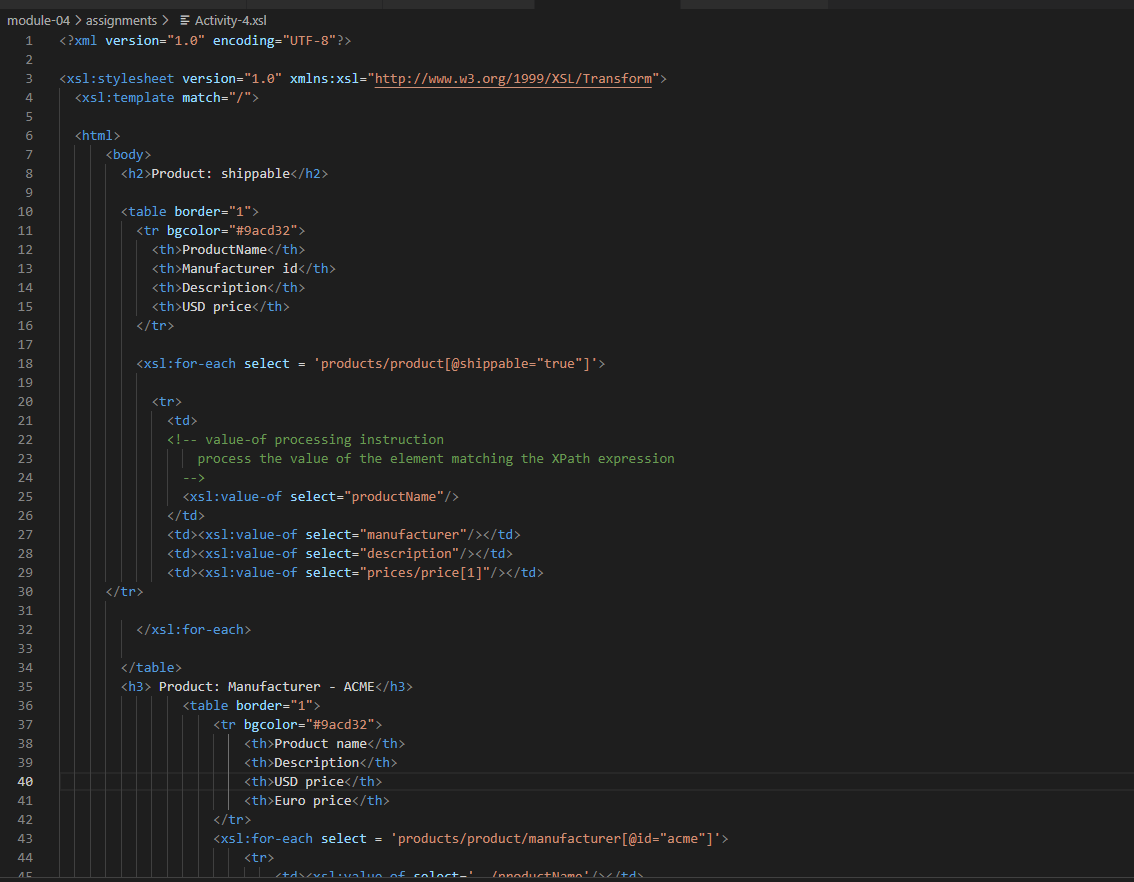 module-04 > assignments > Activity-4.xsl
1 <?xml version="1.0" encoding="UTF-8"?>
2
3 <xsl:stylesheet version="1.0" xmlns:xsl="http://www.w3.org/1999/XSL/Transform">
4 <xsl:template match="/">
5
6 <html>
7 <body>
8 <h2>Product: shippable</h2>
9
10 <table border="1">
11 <tr bgcolor="#9acd32">
12 <th>ProductName</th>
13 <th>Manufacturer id</th>
14 <th>Description</th>
15 <th>USD price</th>
16 </tr>
17
18 <xsl:for-each select = 'products/product[@shippable="true"]'>
19
20 <tr>
21 <td>
22 <!-- value-of processing instruction
23 process the value of the element matching the XPath expression
24 -->
25 <xsl:value-of select="productName"/>
26 </td>
27 <td><xsl:value-of select="manufacturer"/></td>
28 <td><xsl:value-of select="description"/></td>
29 <td><xsl:value-of select="prices/price[1]"/></td>
30 </tr>
31
32 </xsl:for-each>
33
34 </table>
35 <h3> Product: Manufacturer - ACME</h3>
36 <table border="1">
37 <tr bgcolor="#9acd32">
38 <th>Product name</th>
39 <th>Description</th>
40 <th>USD price</th>
41 <th>Euro price</th>
42 </tr>
43 <xsl:for-each select = 'products/product/manufacturer[@id="acme"]'>
44 <tr>
45 <td><xsl:value-of select='../productName'/></td>